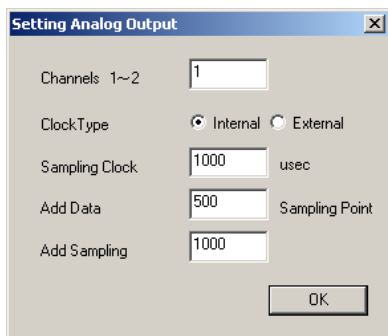 Setting Analog Output
Channels 1~2 1
ClockType Internal External
Sampling Clock 1000 usec
Add Data 500 Sampling Point
Add Sampling 1000
OK